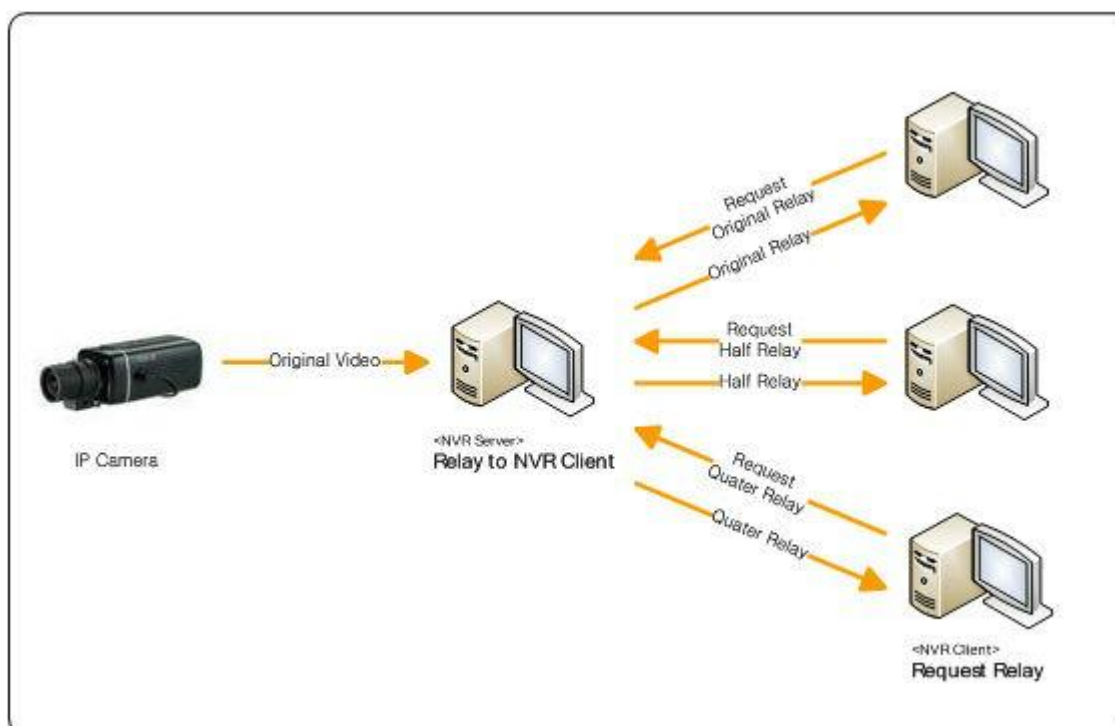 Request
Original Relay
Original Relay
Original Video
Request
Half Relay
Half Relay
IP Camera
<NVR Server>
Relay to NVR Client
Request
Quater Relay
Quater Relay
<NVR Client>
Request Relay